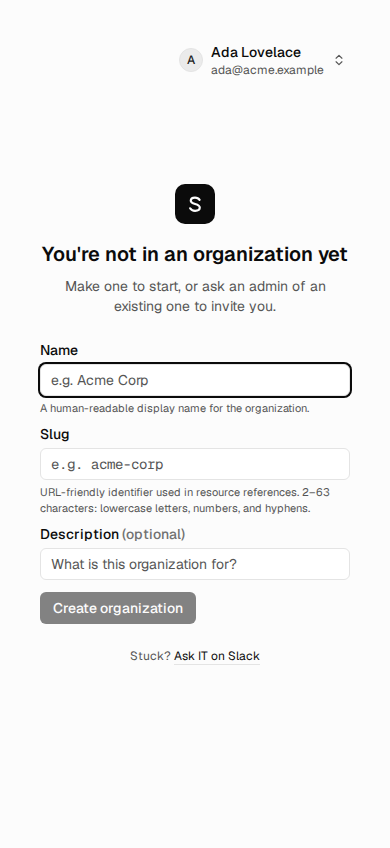 A
Ada Lovelace
ada@acme.example
S
You're not in an organization yet
Make one to start, or ask an admin of an
existing one to invite you.
Name
e.g. Acme Corp
A human-readable display name for the organization.
Slug
e.g. acme-corp
URL-friendly identifier used in resource references. 2–63
characters: lowercase letters, numbers, and hyphens.
Description (optional)
What is this organization for?
Create organization
Stuck? Ask IT on Slack